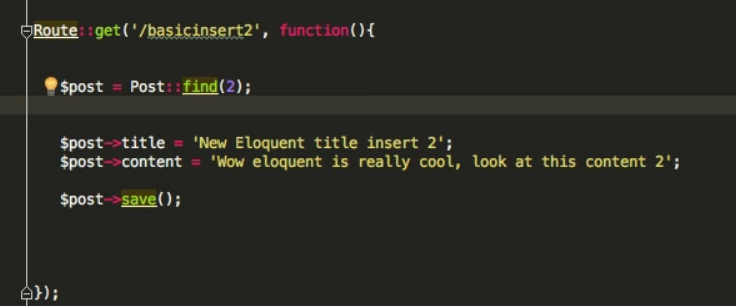 Route::get('/basicinsert2', function(){
$post = Post::find(2);
$post->title = 'New Eloquent title insert 2';
$post->content = 'Wow eloquent is really cool, look at this content 2';
$post->save();
});